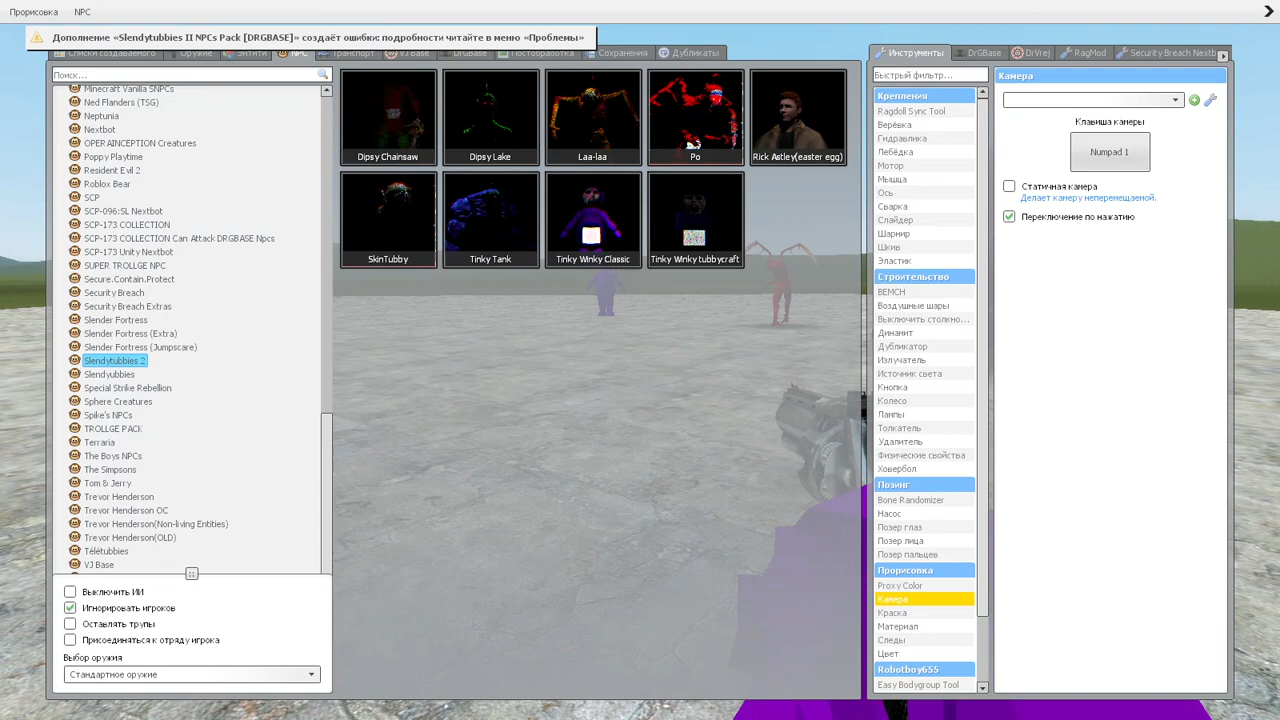 Прорисовка NPC
Дополнение «Slendytubbies II NPCs Pack [DRGBASE]» создаёт ошибки: подробности читайте в меню «Проблемы»
Списки создаваемого Оружие Энтити NPC Транспорт VJ Base DRGBase Постобработка Сохранения Дубликаты
Поиск...
Minecraft Vanilla SNPCs
Ned Flanders (TSG)
Neptunia
Nextbot
OPERAINCEPTION Creatures
Poppy Playtime
Resident Evil 2
Roblox Bear
SCP
SCP-096:SL Nextbot
SCP-173 COLLECTION
SCP-173 COLLECTION Can Attack DRGBASE Npcs
SCP-173 Unity Nextbot
SUPER TROLLGE NPC
Secure.Contain.Protect
Security Breach
Security Breach Extras
Slender Fortress
Slender Fortress (Extra)
Slender Fortress (Jumpscare)
Slendytubbies 2
Slendyubbies
Special Strike Rebellion
Sphere Creatures
Spike's NPCs
TROLLGE PACK
Terraria
The Boys NPCs
The Simpsons
Tom & Jerry
Trevor Henderson
Trevor Henderson OC
Trevor Henderson(Non-living Entities)
Trevor Henderson(OLD)
Télétubbies
VJ Base
Выключить ИИ
Игнорировать игроков
Оставлять трупы
Присоединяться к отряду игрока
Выбор оружия
Стандартное оружие
Dipsy Chainsaw Dipsy Lake Laa-laa Po Rick Astley(easter egg)
SkinTubby Tinky Tank Tinky Winky Classic Tinky Winky tubbycraft
Инструменты DrGBase DrVrej RagMod Security Breach Nextb
Быстрый фильтр...
Крепления
Ragdoll Sync Tool
Верёвка
Гидравлика
Лебёдка
Мотор
Мышца
Ось
Сварка
Слайдер
Шарнир
Шкив
Эластик
Строительство
ВЕМСН
Воздушные шары
Выключить столкно...
Динамит
Дубликатор
Излучатель
Источник света
Кнопка
Колесо
Лампы
Толкатель
Удалитель
Физические свойства
Ховербол
Позинг
Bone Randomizer
Насос
Позер глаз
Позер лица
Позер пальцев
Прорисовка
Proxy Color
Камера
Краска
Материал
Следы
Цвет
Robotboy655
Easy Bodygroup Tool
Камера
Клавиша камеры
Numpad 1
Статичная камера
Делает камеру неперемещаемой.
Переключение по нажатию